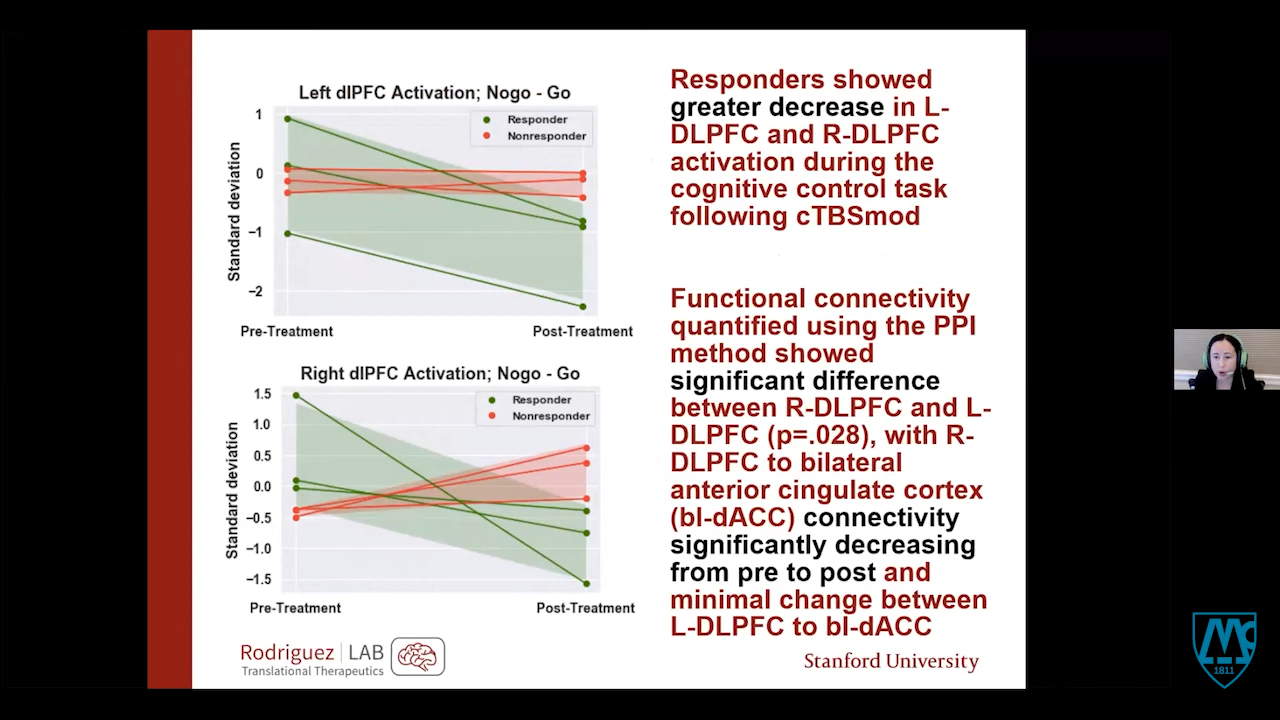 Left dlPFC Activation; Nogo - Go
Responder
Nonresponder
1
0
−1
−2
Standard deviation
Pre-Treatment
Post-Treatment
Right dlPFC Activation; Nogo - Go
Responder
Nonresponder
1.5
1.0
0.5
0.0
−0.5
−1.0
−1.5
Standard deviation
Pre-Treatment
Post-Treatment
Rodriguez LAB
Translational Therapeutics
Responders showed
greater decrease in L-
DLPFC and R-DLPFC
activation during the
cognitive control task
following cTBSmod
Functional connectivity
quantified using the PPI
method showed
significant difference
between R-DLPFC and L-
DLPFC (p=.028), with R-
DLPFC to bilateral
anterior cingulate cortex
(bl-dACC) connectivity
significantly decreasing
from pre to post and
minimal change between
L-DLPFC to bl-dACC
Stanford University
1811